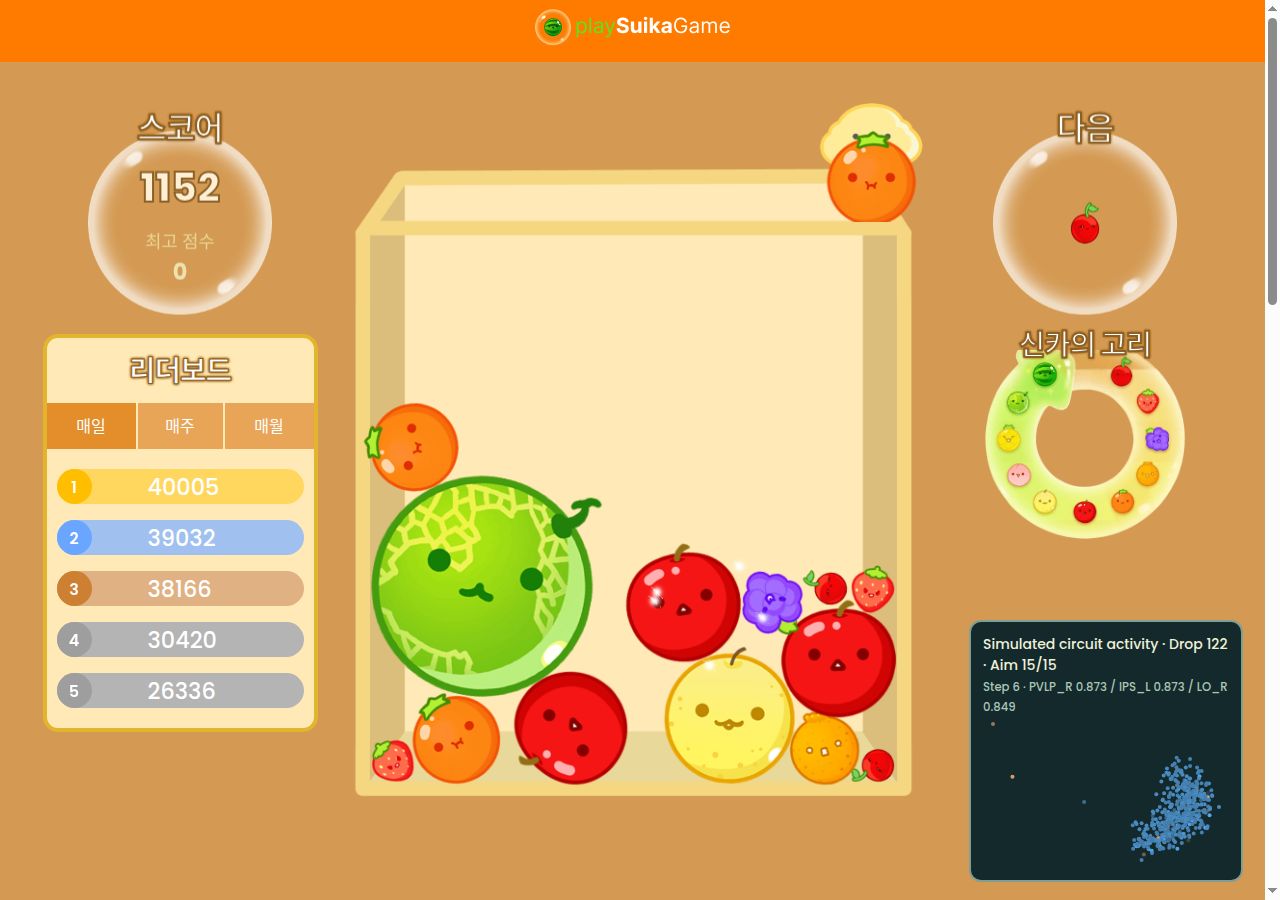 playSuikaGame
스코어
1152
최고 점수
0
리더보드
매일
매주
매월
1
40005
2
39032
3
38166
4
30420
5
26336
다음
신카의 고리
Simulated circuit activity · Drop 122
· Aim 15/15
Step 6 · PVLP_R 0.873 / IPS_L 0.873 / LO_R
0.849